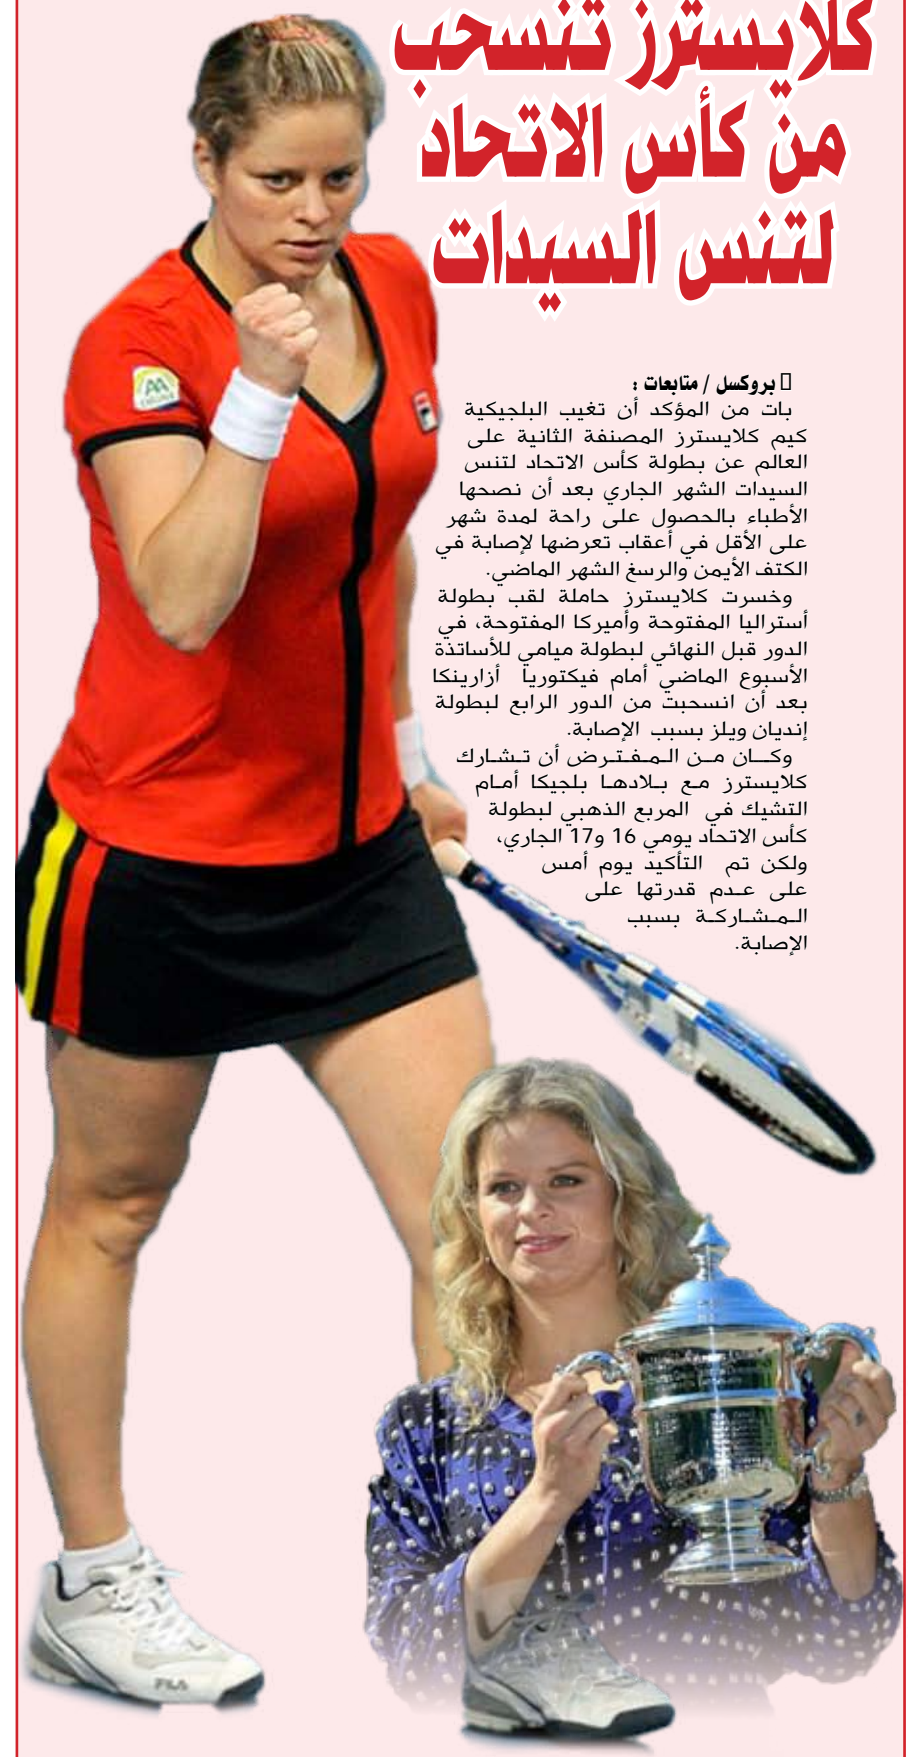 كلايسترز تنسحب
من كأس الاتحاد
لتنس السيدات
بروكسل / متابعات :
بات من المؤكد أن تغيب البلجيكية
كيم كلايسترز المصنفة الثانية على
العالم عن بطولة كأس الاتحاد لتنس
السيدات الشهر الجاري بعد أن نصحها
الأطباء بالحصول على راحة لمدة شهر
على الأقل في أعقاب تعرضها لإصابة في
الكتف الأيمن والرسغ الشهر الماضي.
وخسرت كلايسترز حاملة لقب بطولة
أستراليا المفتوحة وأميركا المفتوحة، في
الدور قبل النهائي لبطولة ميامي للأساتذة
الأسبوع الماضي أمام فيكتوريا أزارينكا
بعد أن انسحبت من الدور الرابع لبطولة
إنديان ويلز بسبب الإصابة.
وكان من المفترض أن تشارك
كلايسترز مع بلادها بلجيكا أمام
التشيك في المربع الذهبي لبطولة
كأس الاتحاد يومي 16 و17 الجاري،
ولكن تم التأكيد يوم أمس
على عدم قدرتها على
المشاركة بسبب
الإصابة.
FILA